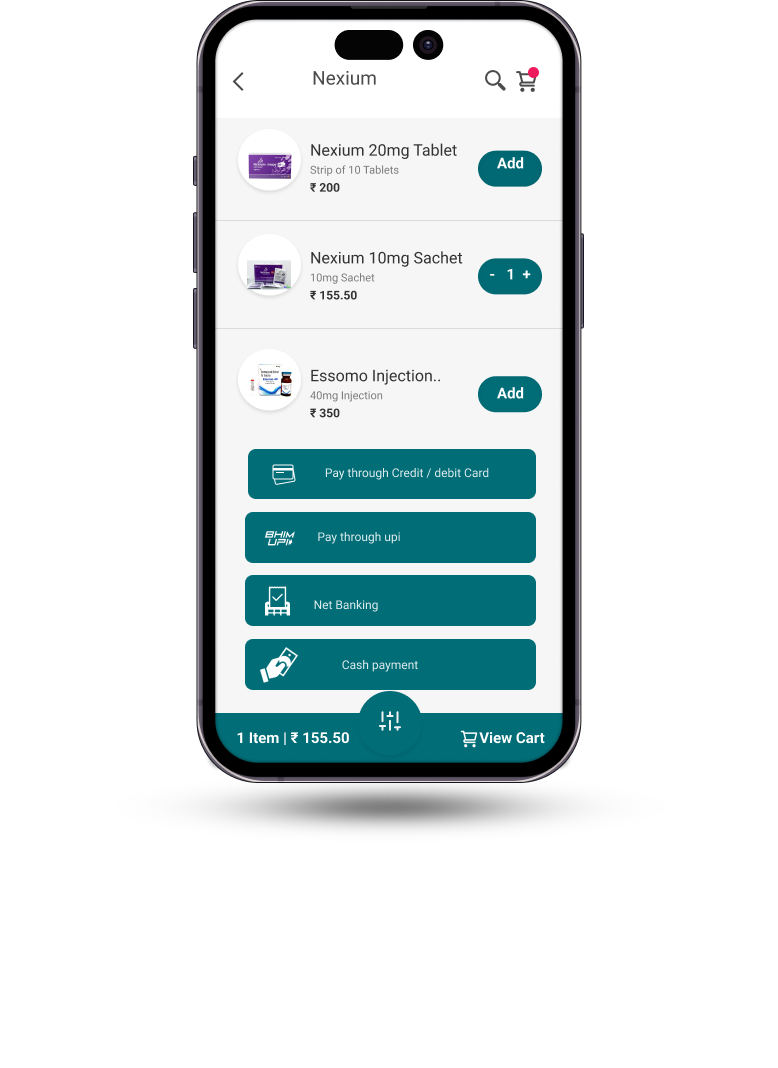 Nexium
Nexium 20mg Tablet
Strip of 10 Tablets
₹ 200
Add
Nexium 10mg Sachet
10mg Sachet
₹ 155.50
- 1 +
Essomo Injection..
40mg Injection
₹ 350
Add
Pay through Credit / debit Card
BHIM
UPI
Pay through upi
Net Banking
Cash payment
1 Item | ₹ 155.50
View Cart